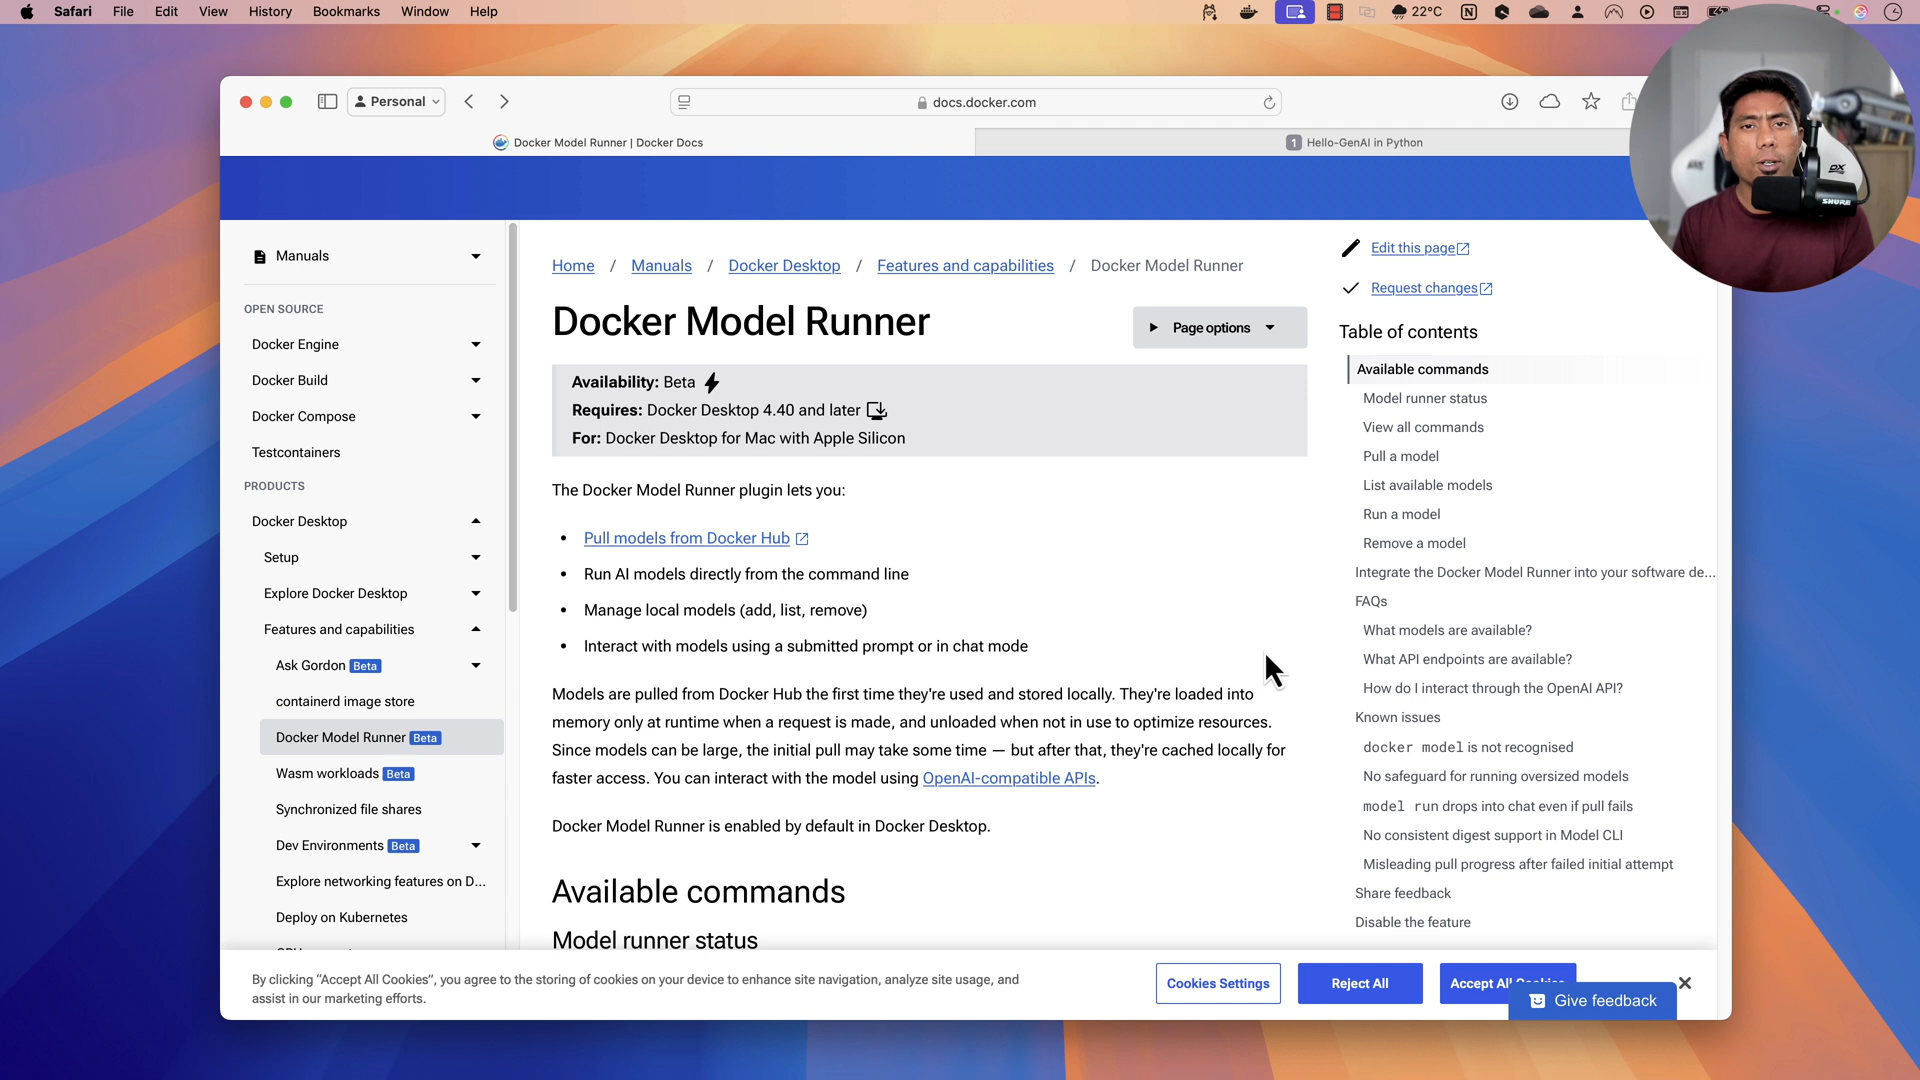 Safari File Edit View History Bookmarks Window Help
22°C
Personal
docs.docker.com
Docker Model Runner | Docker Docs
1 Hello-GenAI in Python
Manuals
OPEN SOURCE
Docker Engine
Docker Build
Docker Compose
Testcontainers
PRODUCTS
Docker Desktop
Setup
Explore Docker Desktop
Features and capabilities
Ask Gordon Beta
containerd image store
Docker Model Runner Beta
Wasm workloads Beta
Synchronized file shares
Dev Environments Beta
Explore networking features on D...
Deploy on Kubernetes
Home / Manuals / Docker Desktop / Features and capabilities / Docker Model Runner
Docker Model Runner
Page options
Availability: Beta
Requires: Docker Desktop 4.40 and later
For: Docker Desktop for Mac with Apple Silicon
The Docker Model Runner plugin lets you:
• Pull models from Docker Hub
• Run AI models directly from the command line
• Manage local models (add, list, remove)
• Interact with models using a submitted prompt or in chat mode
Models are pulled from Docker Hub the first time they're used and stored locally. They're loaded into
memory only at runtime when a request is made, and unloaded when not in use to optimize resources.
Since models can be large, the initial pull may take some time — but after that, they're cached locally for
faster access. You can interact with the model using OpenAI-compatible APIs.
Docker Model Runner is enabled by default in Docker Desktop.
Available commands
Model runner status
Edit this page
Request changes
Table of contents
Available commands
Model runner status
View all commands
Pull a model
List available models
Run a model
Remove a model
Integrate the Docker Model Runner into your software de...
FAQs
What models are available?
What API endpoints are available?
How do I interact through the OpenAI API?
Known issues
docker model is not recognised
No safeguard for running oversized models
model run drops into chat even if pull fails
No consistent digest support in Model CLI
Misleading pull progress after failed initial attempt
Share feedback
Disable the feature
By clicking “Accept All Cookies”, you agree to the storing of cookies on your device to enhance site navigation, analyze site usage, and
assist in our marketing efforts.
Cookies Settings
Reject All
Accept All
Give feedback
SHURE
DX